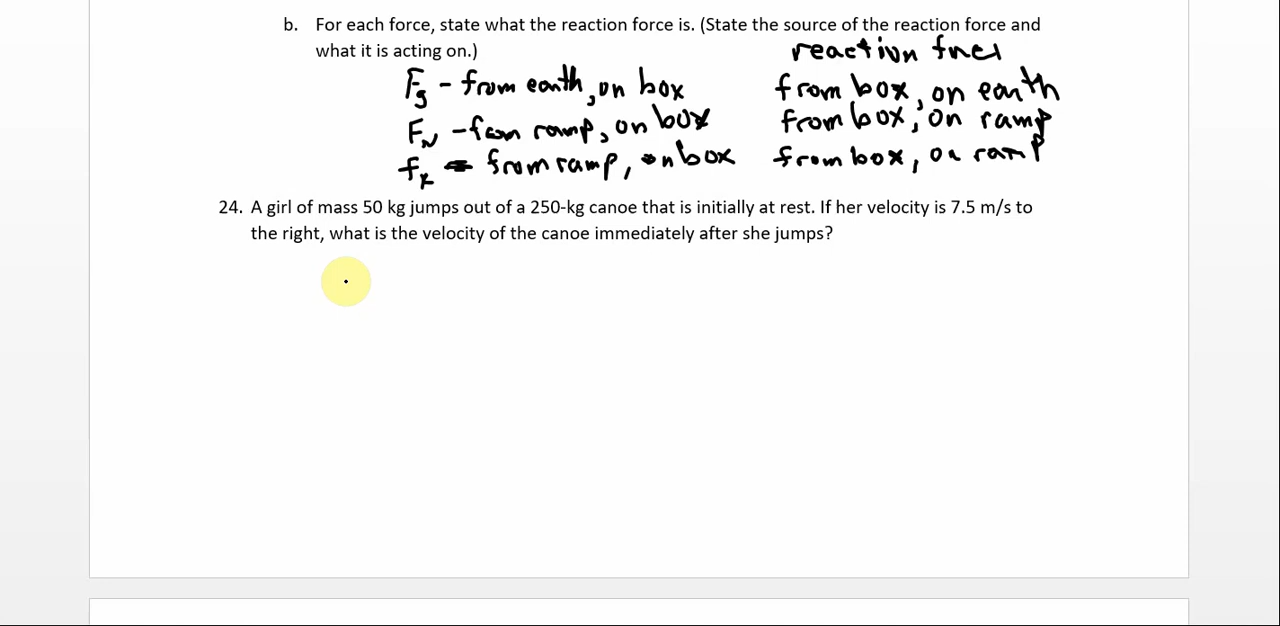 b. For each force, state what the reaction force is. (State the source of the reaction force and
what it is acting on.)
reaction
Fg - from earth, on box from box, on earth
FN - ramp, on box from box, on ramp
fk = from ramp, on box from box, on ramp
24. A girl of mass 50 kg jumps out of a 250-kg canoe that is initially at rest. If her velocity is 7.5 m/s to
the right, what is the velocity of the canoe immediately after she jumps?